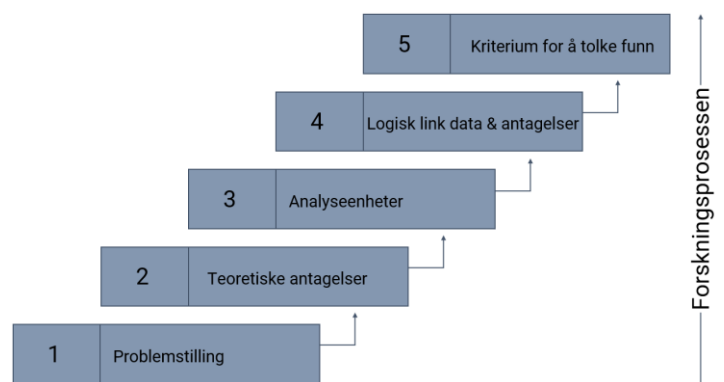 5 Kriterium for å tolke funn
4 Logisk link data & antagelser
3 Analyseenheter
2 Teoretiske antagelser
1 Problemstilling
Forskningsprosessen